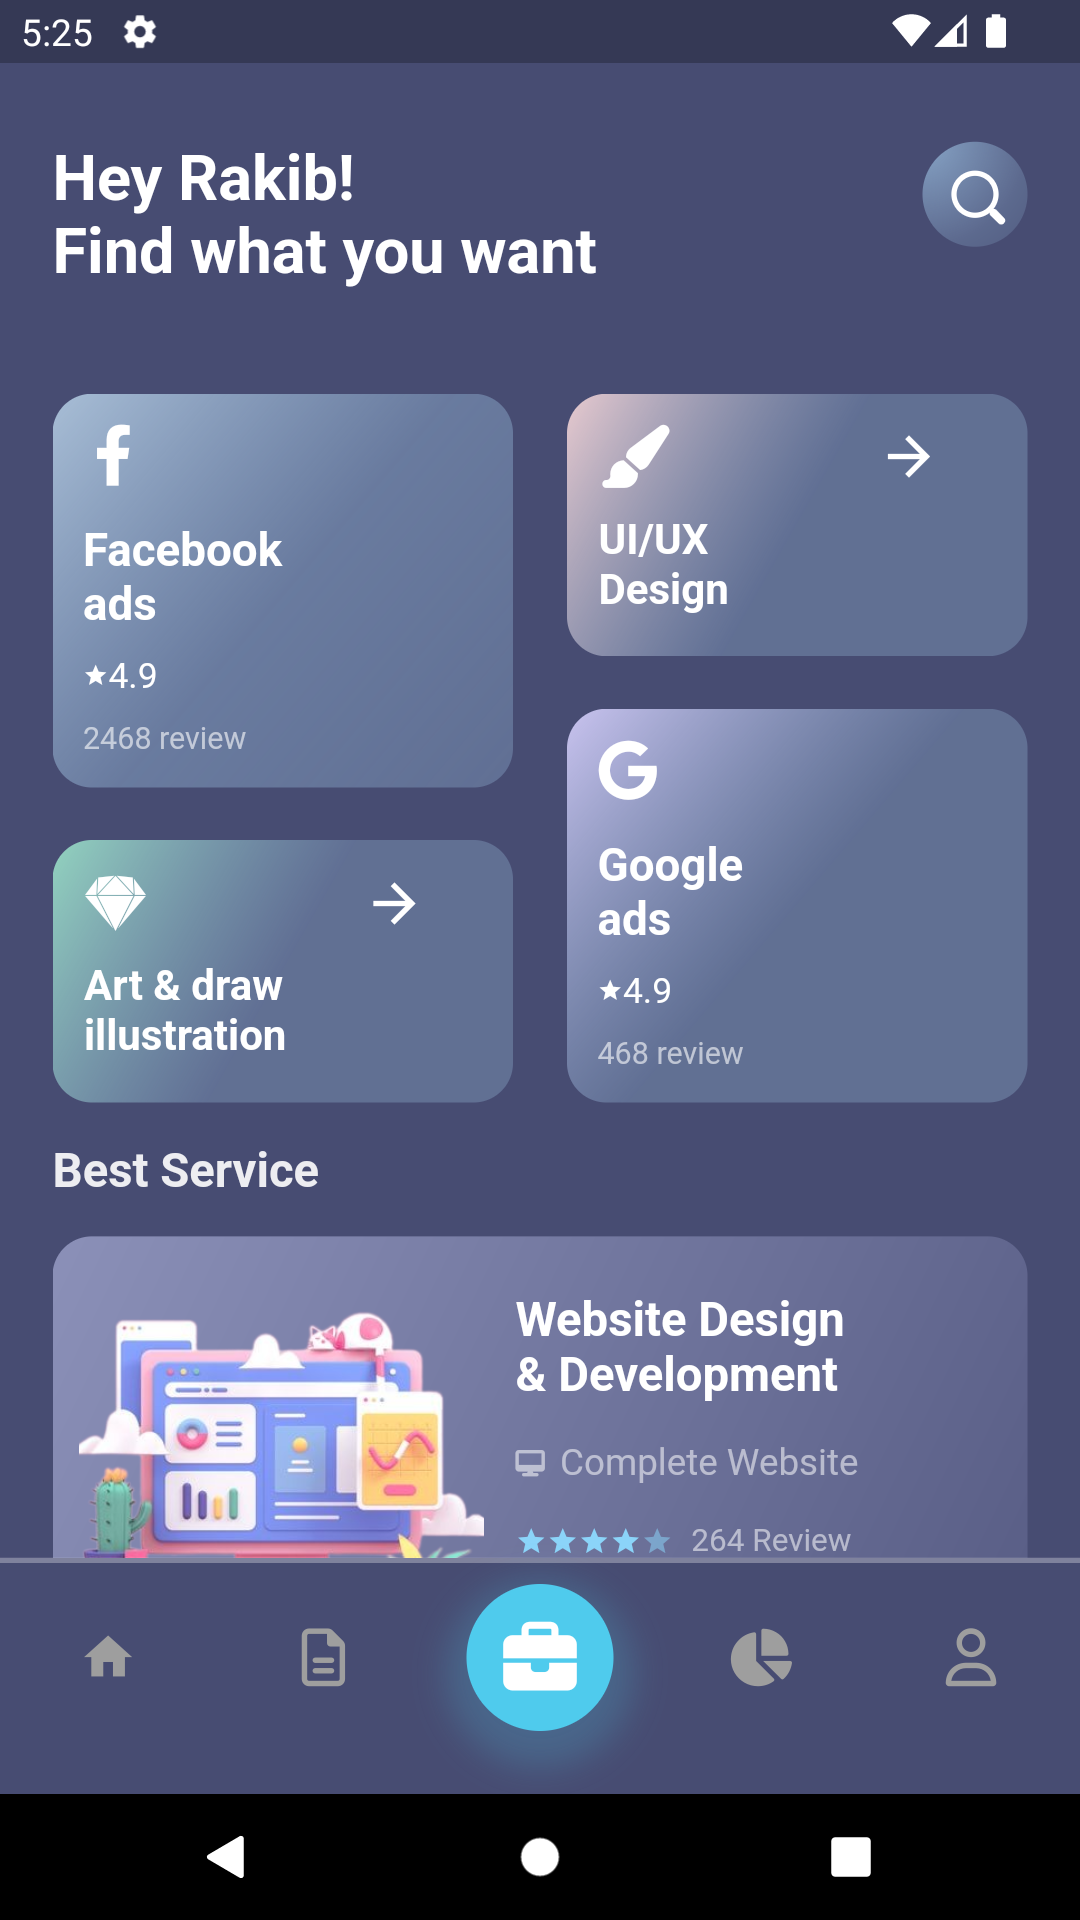 5:25
Hey Rakib!
Find what you want
Facebook
ads
4.9
2468 review
UI/UX
Design
Google
ads
4.9
468 review
Art & draw
illustration
Best Service
Website Design
& Development
Complete Website
264 Review